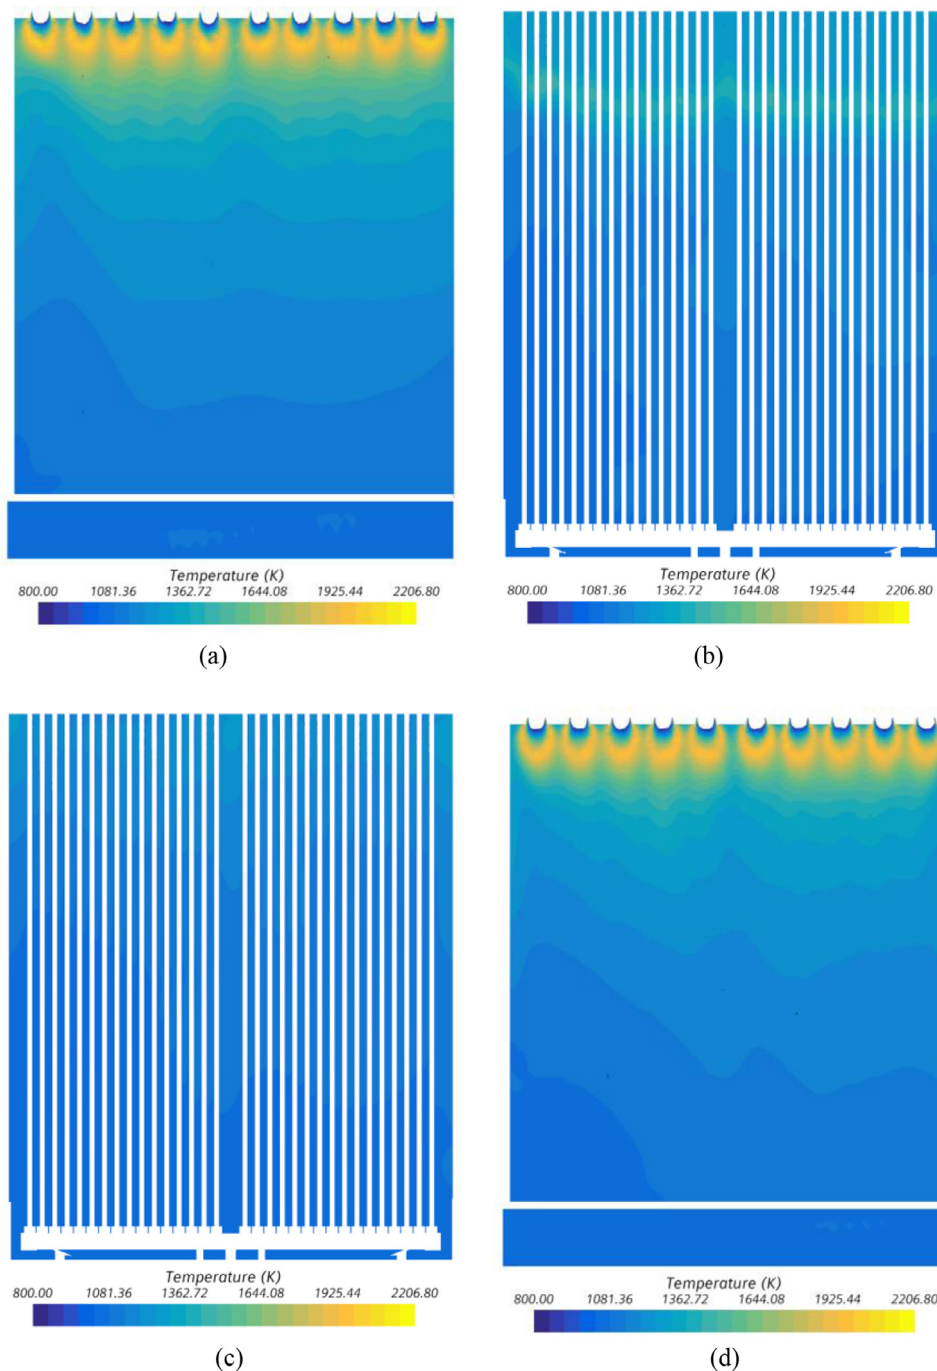 Temperature (K)
800.00 1081.36 1362.72 1644.08 1925.44 2206.80
(a)
Temperature (K)
800.00 1081.36 1362.72 1644.08 1925.44 2206.80
(b)
Temperature (K)
800.00 1081.36 1362.72 1644.08 1925.44 2206.80
(c)
Temperature (K)
800.00 1081.36 1362.72 1644.08 1925.44 2206.80
(d)